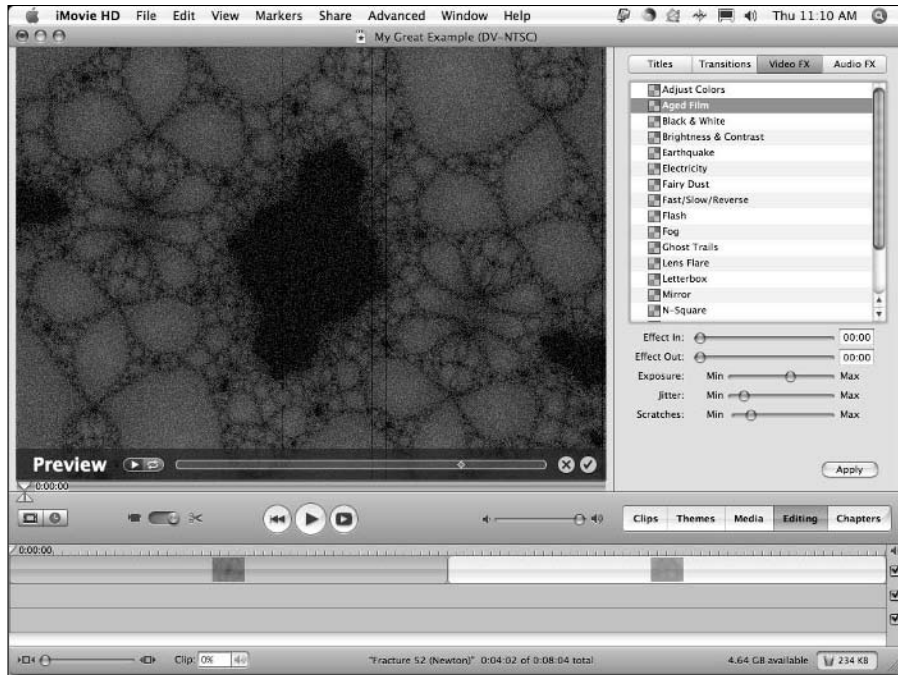 iMovie HD File Edit View Markers Share Advanced Window Help Thu 11:10 AM
My Great Example (DV-NTSC)
Titles Transitions Video FX Audio FX
Adjust Colors
Aged Film
Black & White
Brightness & Contrast
Earthquake
Electricity
Fairy Dust
Fast/Slow/Reverse
Flash
Fog
Ghost Trails
Lens Flare
Letterbox
Mirror
N-Square
Effect In: 00:00
Effect Out: 00:00
Exposure: Min Max
Jitter: Min Max
Scratches: Min Max
Preview
Apply
0:00:00
Clips Themes Media Editing Chapters
0:00:00
Clip: 0% "Fracture 52 (Newton)" 0:04:02 of 0:08:04 total 4.64 GB available 234 KB